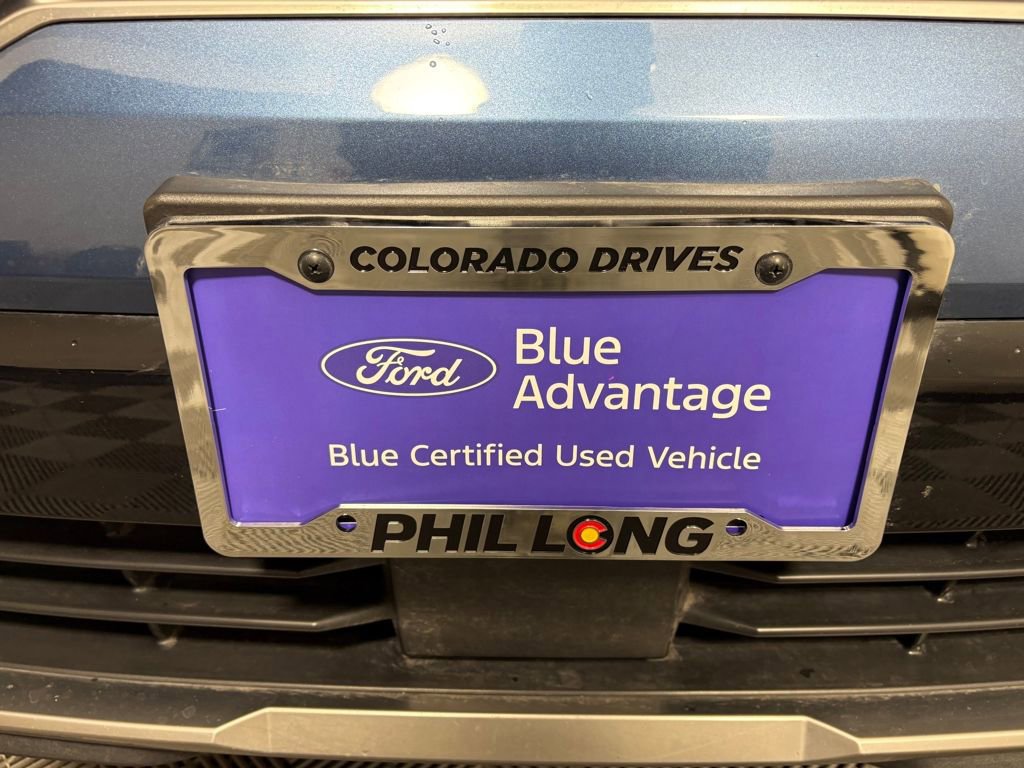 COLORADO DRIVES
Ford
Blue
Advantage
Blue Certified Used Vehicle
PHIL LONG